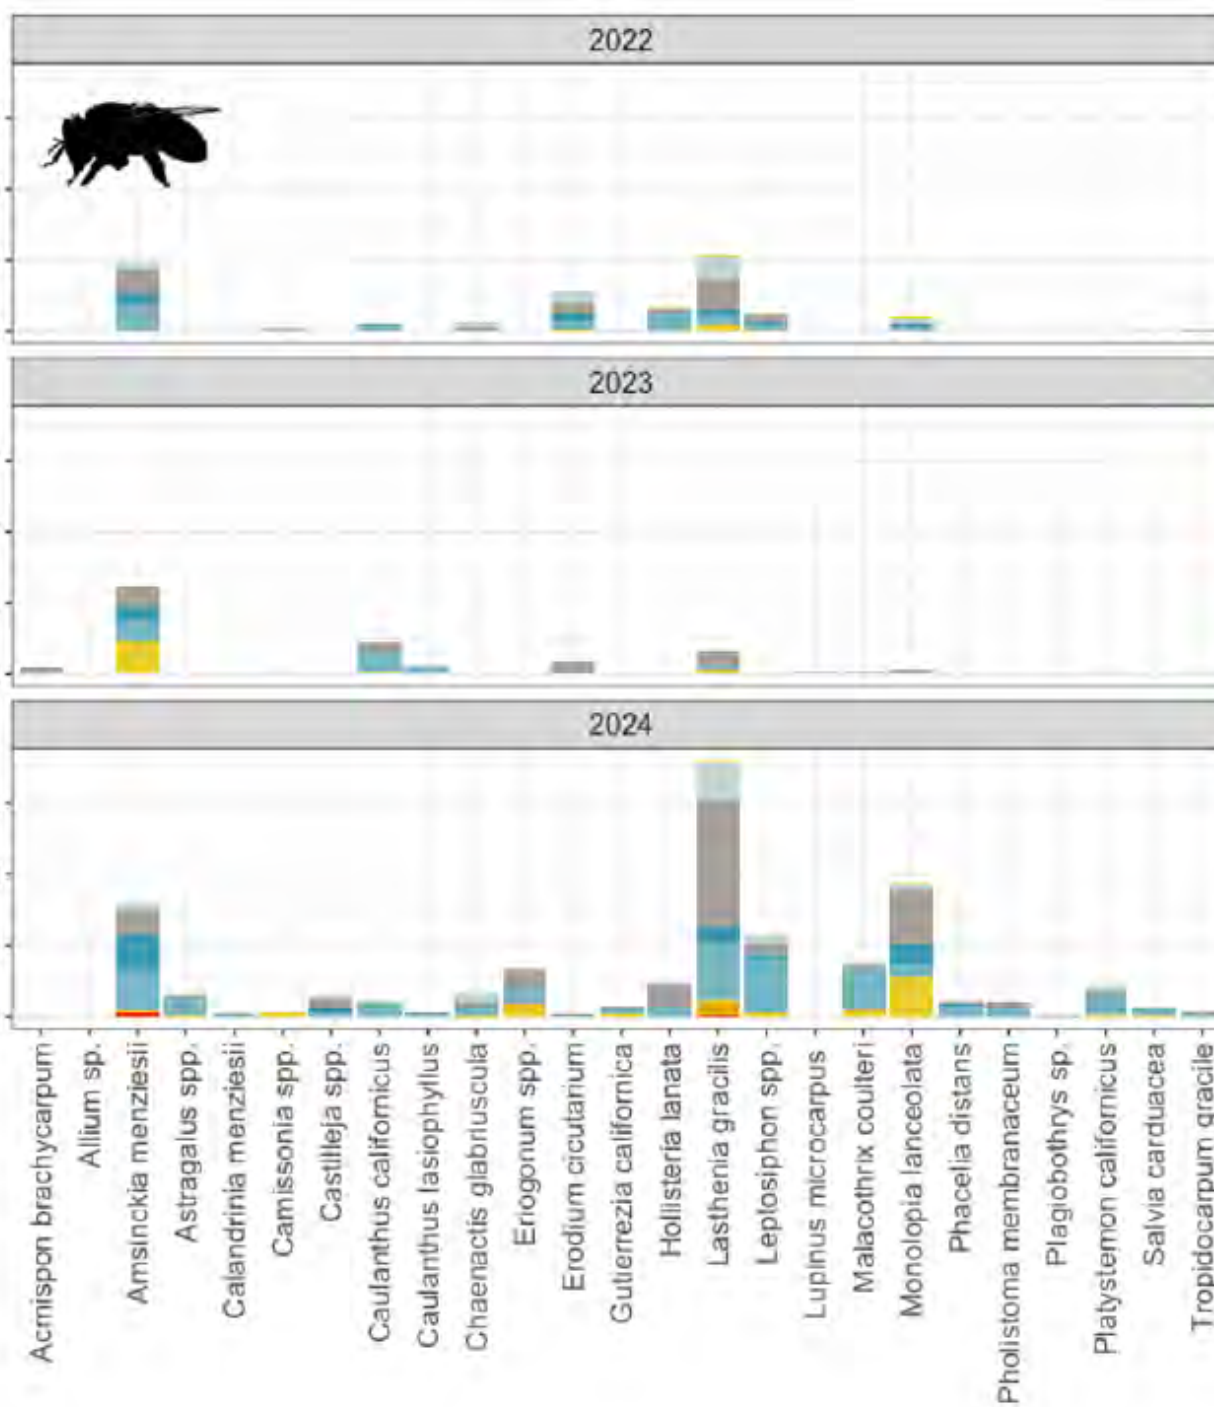 2022
2023
2024
Acmispon brachycarpum
Allium sp.
Amsinckia menziesii
Astragalus spp.
Calandrinia menziesii
Camissonia spp.
Castilleja spp.
Caulanthus californicus
Caulanthus lasiophyllus
Chaenactis glabriuscula
Eriogonum spp.
Erodium cicutarium
Gutierrezia californica
Hollisteria lanata
Lasthenia gracilis
Leptosiphon spp.
Lupinus microcarpus
Malacothrix coulteri
Monolopia lanceolata
Phacelia distans
Pholistoma membranaceum
Plagiobothrys sp.
Platystemon californicus
Salvia carduacea
Tropidocarpum gracile